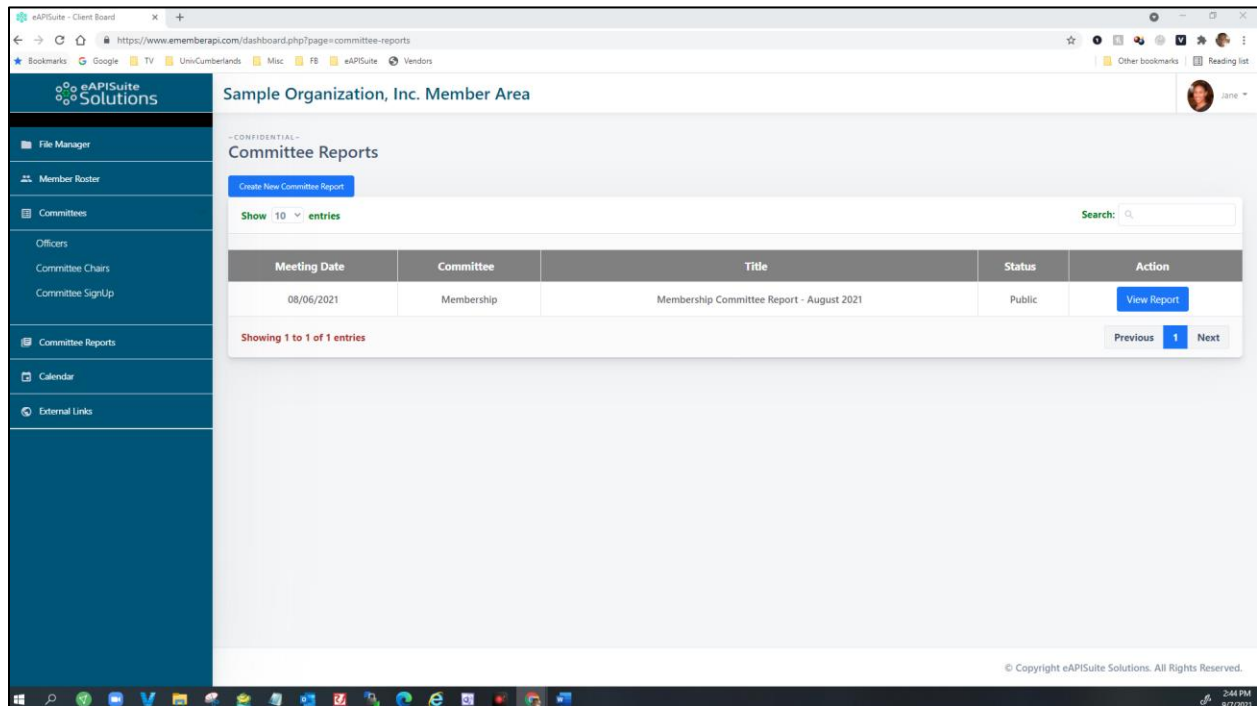 eAPISuite - Client Board
https://www.ememberapi.com/dashboard.php?page=committee-reports
Bookmarks Google TV UnivCumberlands Misc FB eAPISuite Vendors Other bookmarks Reading list
eAPISuite
Solutions
Sample Organization, Inc. Member Area
Jane
File Manager
Member Roster
Committees
Officers
Committee Chairs
Committee SignUp
Committee Reports
Calendar
External Links
~CONFIDENTIAL~
Committee Reports
Create New Committee Report
Show 10 entries Search:
Meeting Date Committee Title Status Action
08/06/2021 Membership Membership Committee Report - August 2021 Public View Report
Showing 1 to 1 of 1 entries Previous 1 Next
© Copyright eAPISuite Solutions. All Rights Reserved.
2:44 PM